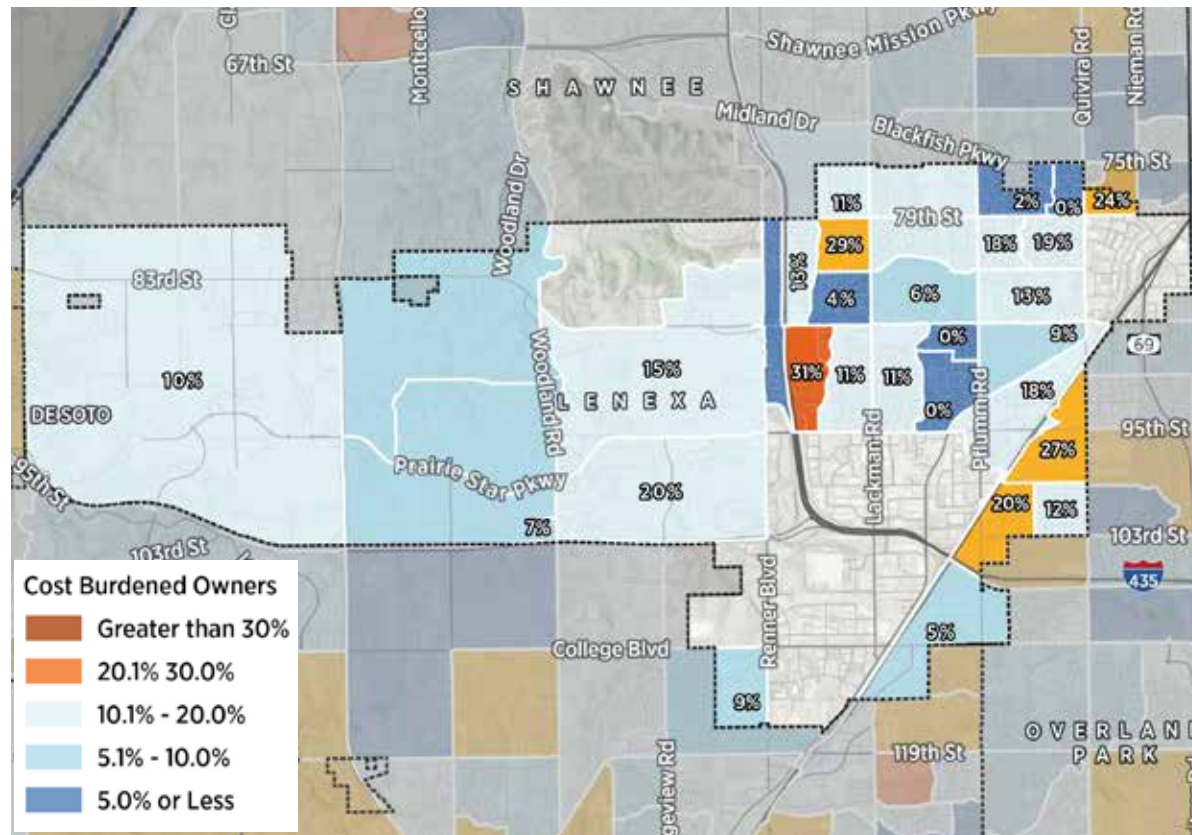 Shawnee Mission Pkwy
67th St
Monticello
SHAWNEE
Quivira Rd
Nieman Rd
Midland Dr
Blackfish Pkwy
75th St
Woodland Dr
11%
79th St
2%
0%
24%
83rd St
13%
29%
18%
19%
4%
6%
13%
10%
15%
LENEXA
Woodland Rd
31%
11%
11%
0%
0%
9%
69
18%
DE SOTO
95th St
Prairie Star Pkwy
20%
7%
Lackman Rd
Pflumm Rd
27%
95th St
20%
12%
103rd St
103rd St
435
Renner Blvd
College Blvd
5%
9%
119th St
OVERLAN
PARK
geview Rd
Cost Burdened Owners
Greater than 30%
20.1% 30.0%
10.1% - 20.0%
5.1% - 10.0%
5.0% or Less